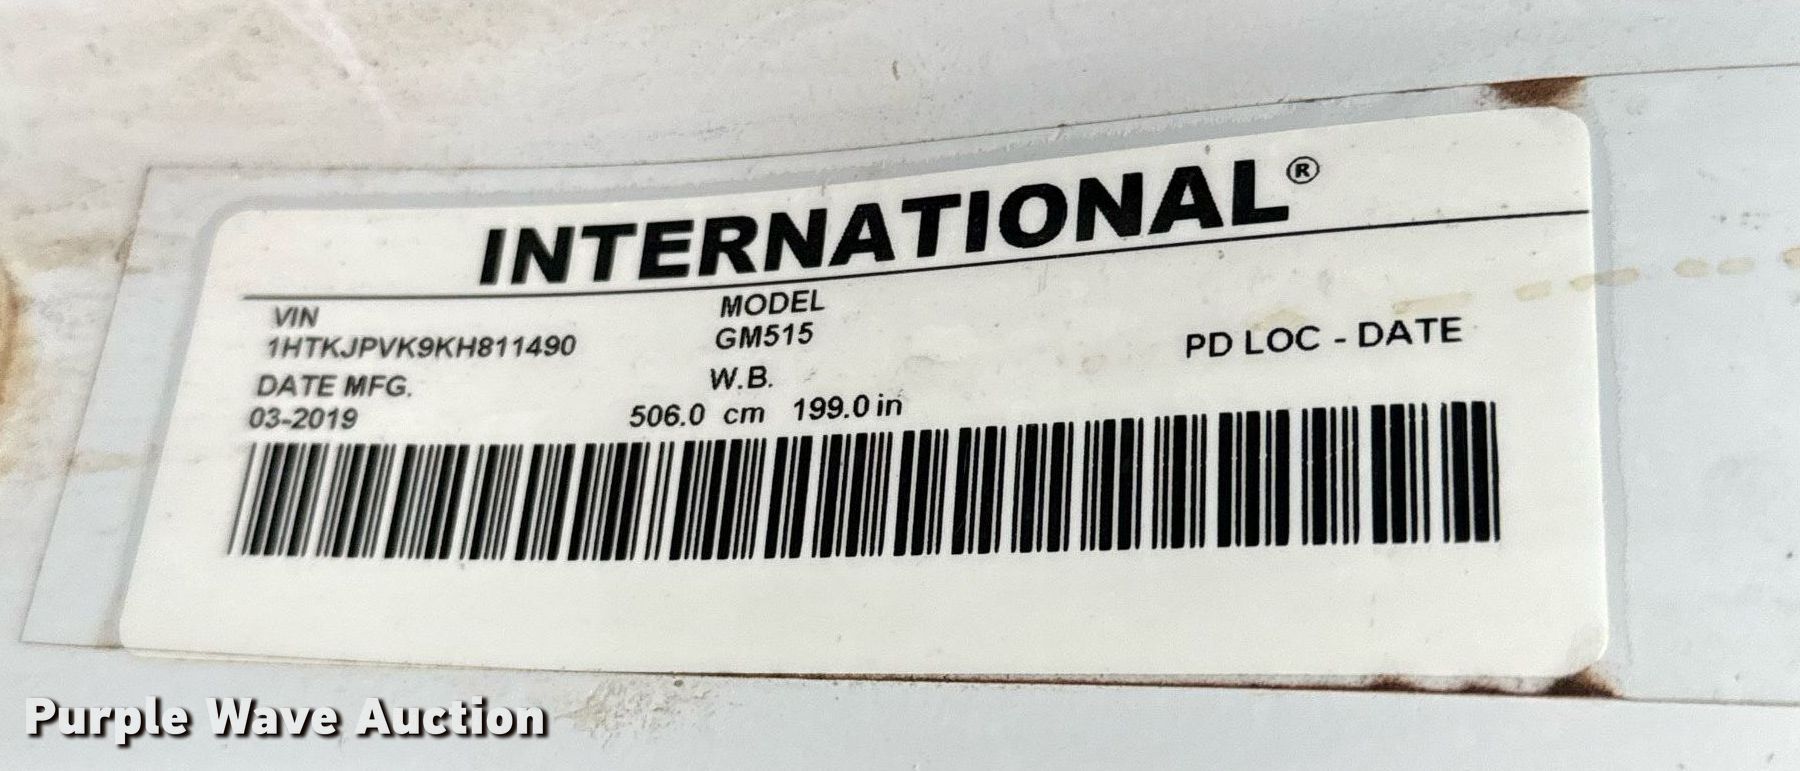 INTERNATIONAL®
VIN
1HTKJPVK9KH811490
MODEL
GM515
PD LOC - DATE
DATE MFG.
03-2019
W.B.
506.0 cm 199.0 in
Purple Wave Auction